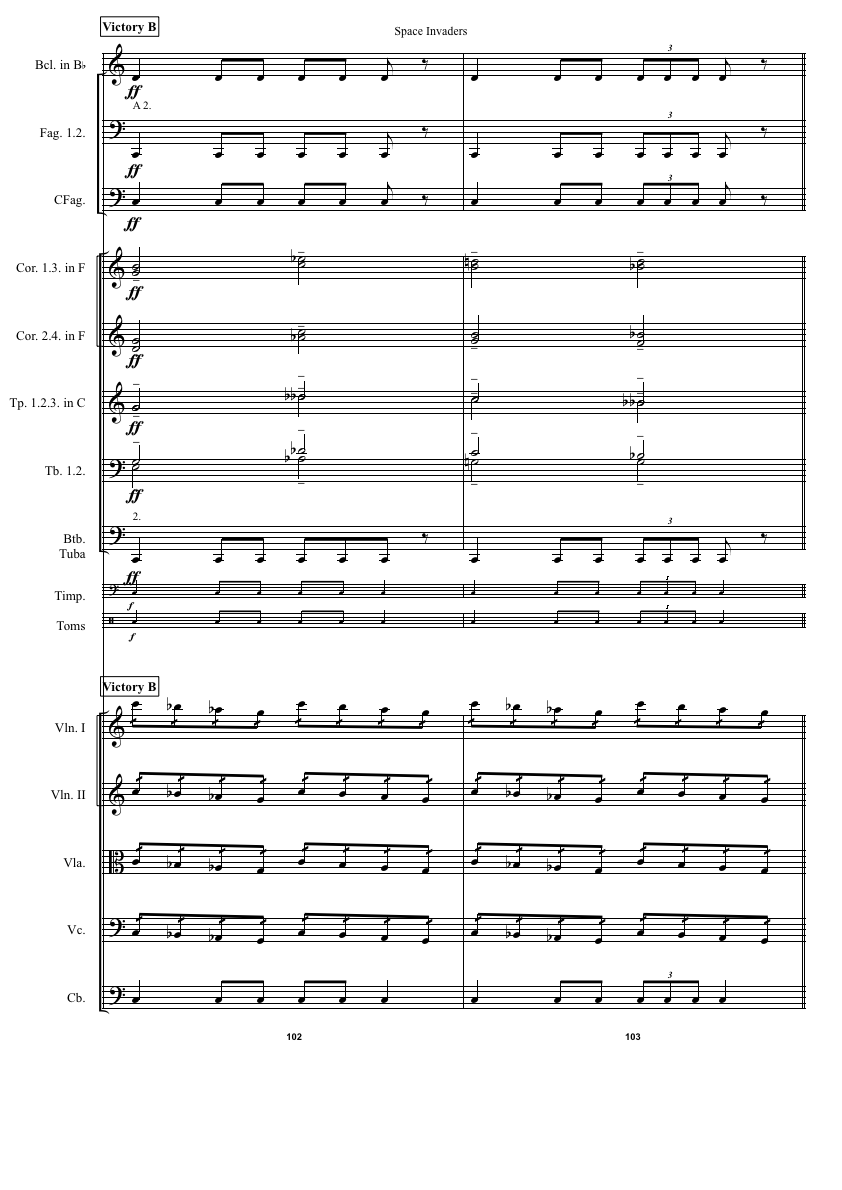 Victory B
Space Invaders
Bcl. in B♭
ff
A 2.
3
Fag. 1.2.
ff
3
CFag.
ff
3
Cor. 1.3. in F
ff
Cor. 2.4. in F
ff
Tp. 1.2.3. in C
ff
Tb. 1.2.
ff
2.
3
Btb.
Tuba
ff
Timp.
f
3
Toms
f
3
Victory B
Vln. I
Vln. II
Vla.
Vc.
Cb.
3
102 103